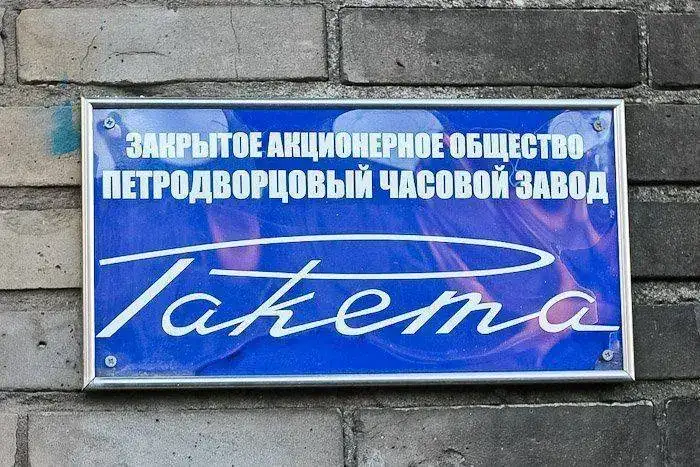 ЗАКРЫТОЕ АКЦИОНЕРНОЕ ОБЩЕСТВО
ПЕТРОДВОРЦОВЫЙ ЧАСОВОЙ ЗАВОД
Ракета